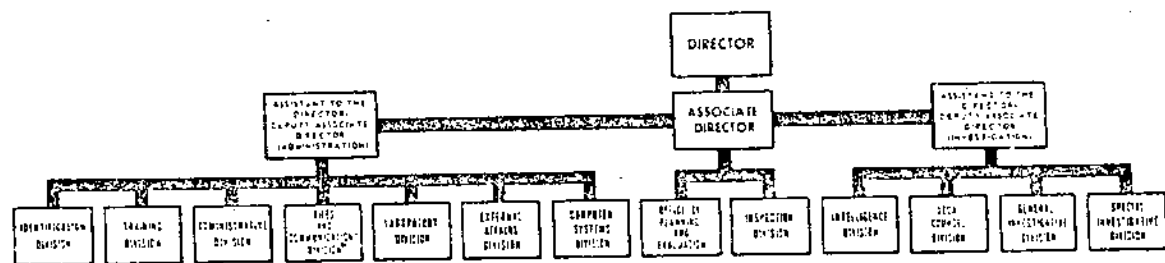 DIRECTOR
ASSISTANT TO THE
DIRECTOR-
DEPUTY ASSOCIATE
DIRECTOR
(ADMINISTRATION)
ASSOCIATE
DIRECTOR
ASSISTANT TO THE
DIRECTOR-
DEPUTY ASSOCIATE
DIRECTOR
(INVESTIGATION)
IDENTIFICATION
DIVISION
TRAINING
DIVISION
ADMINISTRATIVE
DIVISION
FILES
AND
COMMUNICATIONS
DIVISION
LABORATORY
DIVISION
EXTERNAL
AFFAIRS
DIVISION
COMPUTER
SYSTEMS
DIVISION
OFFICE OF
PLANNING
AND
EVALUATION
INSPECTION
DIVISION
INTELLIGENCE
DIVISION
LEGAL
COUNSEL
DIVISION
GENERAL
INVESTIGATIVE
DIVISION
SPECIAL
INVESTIGATIVE
DIVISION